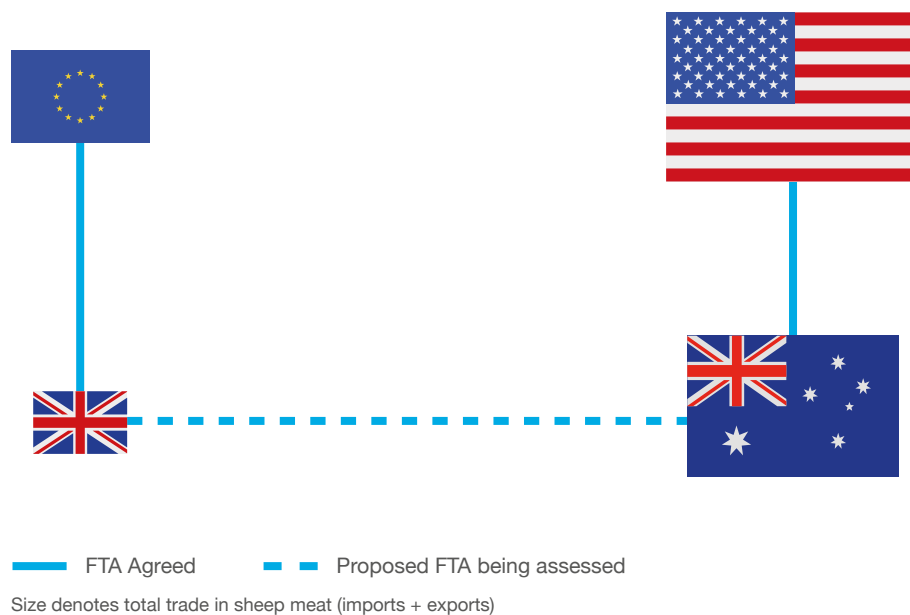 FTA Agreed
Proposed FTA being assessed
Size denotes total trade in sheep meat (imports + exports)